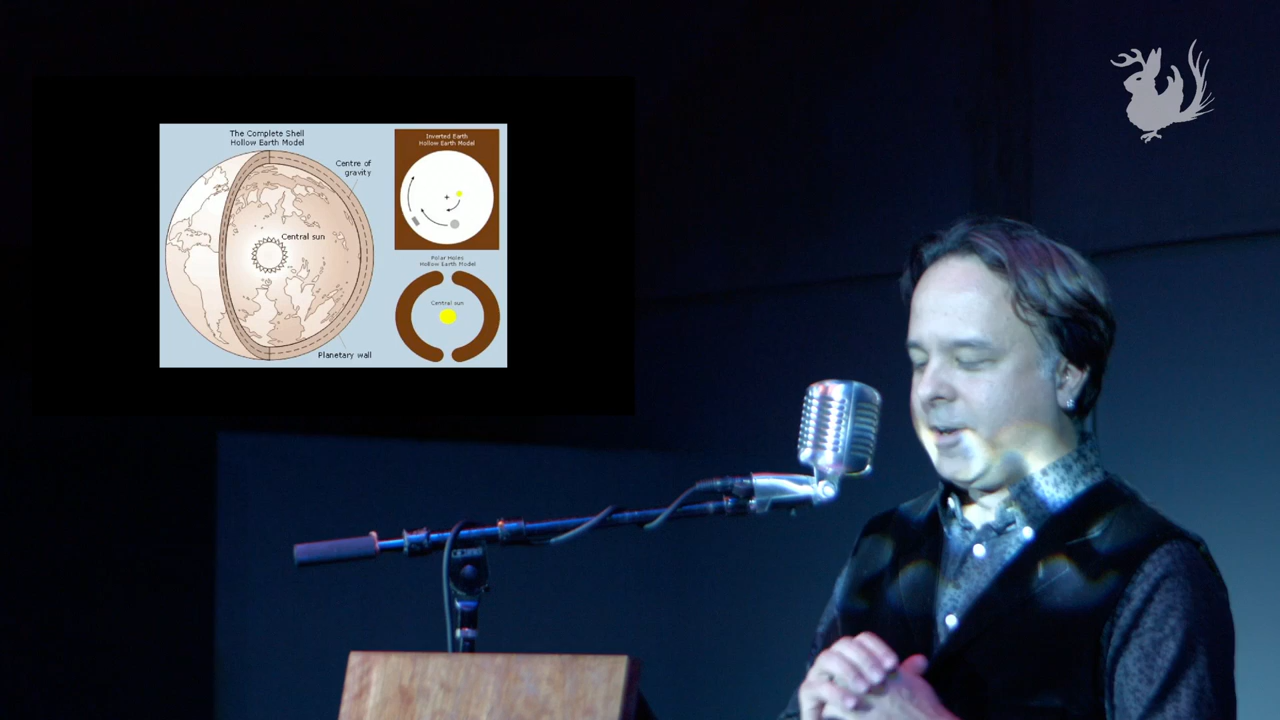 The Complete Shell
Hollow Earth Model
Centre of
gravity
Central sun
Planetary wall
Inverted Earth
Hollow Earth Model
Polar Holes
Hollow Earth Model
Central sun